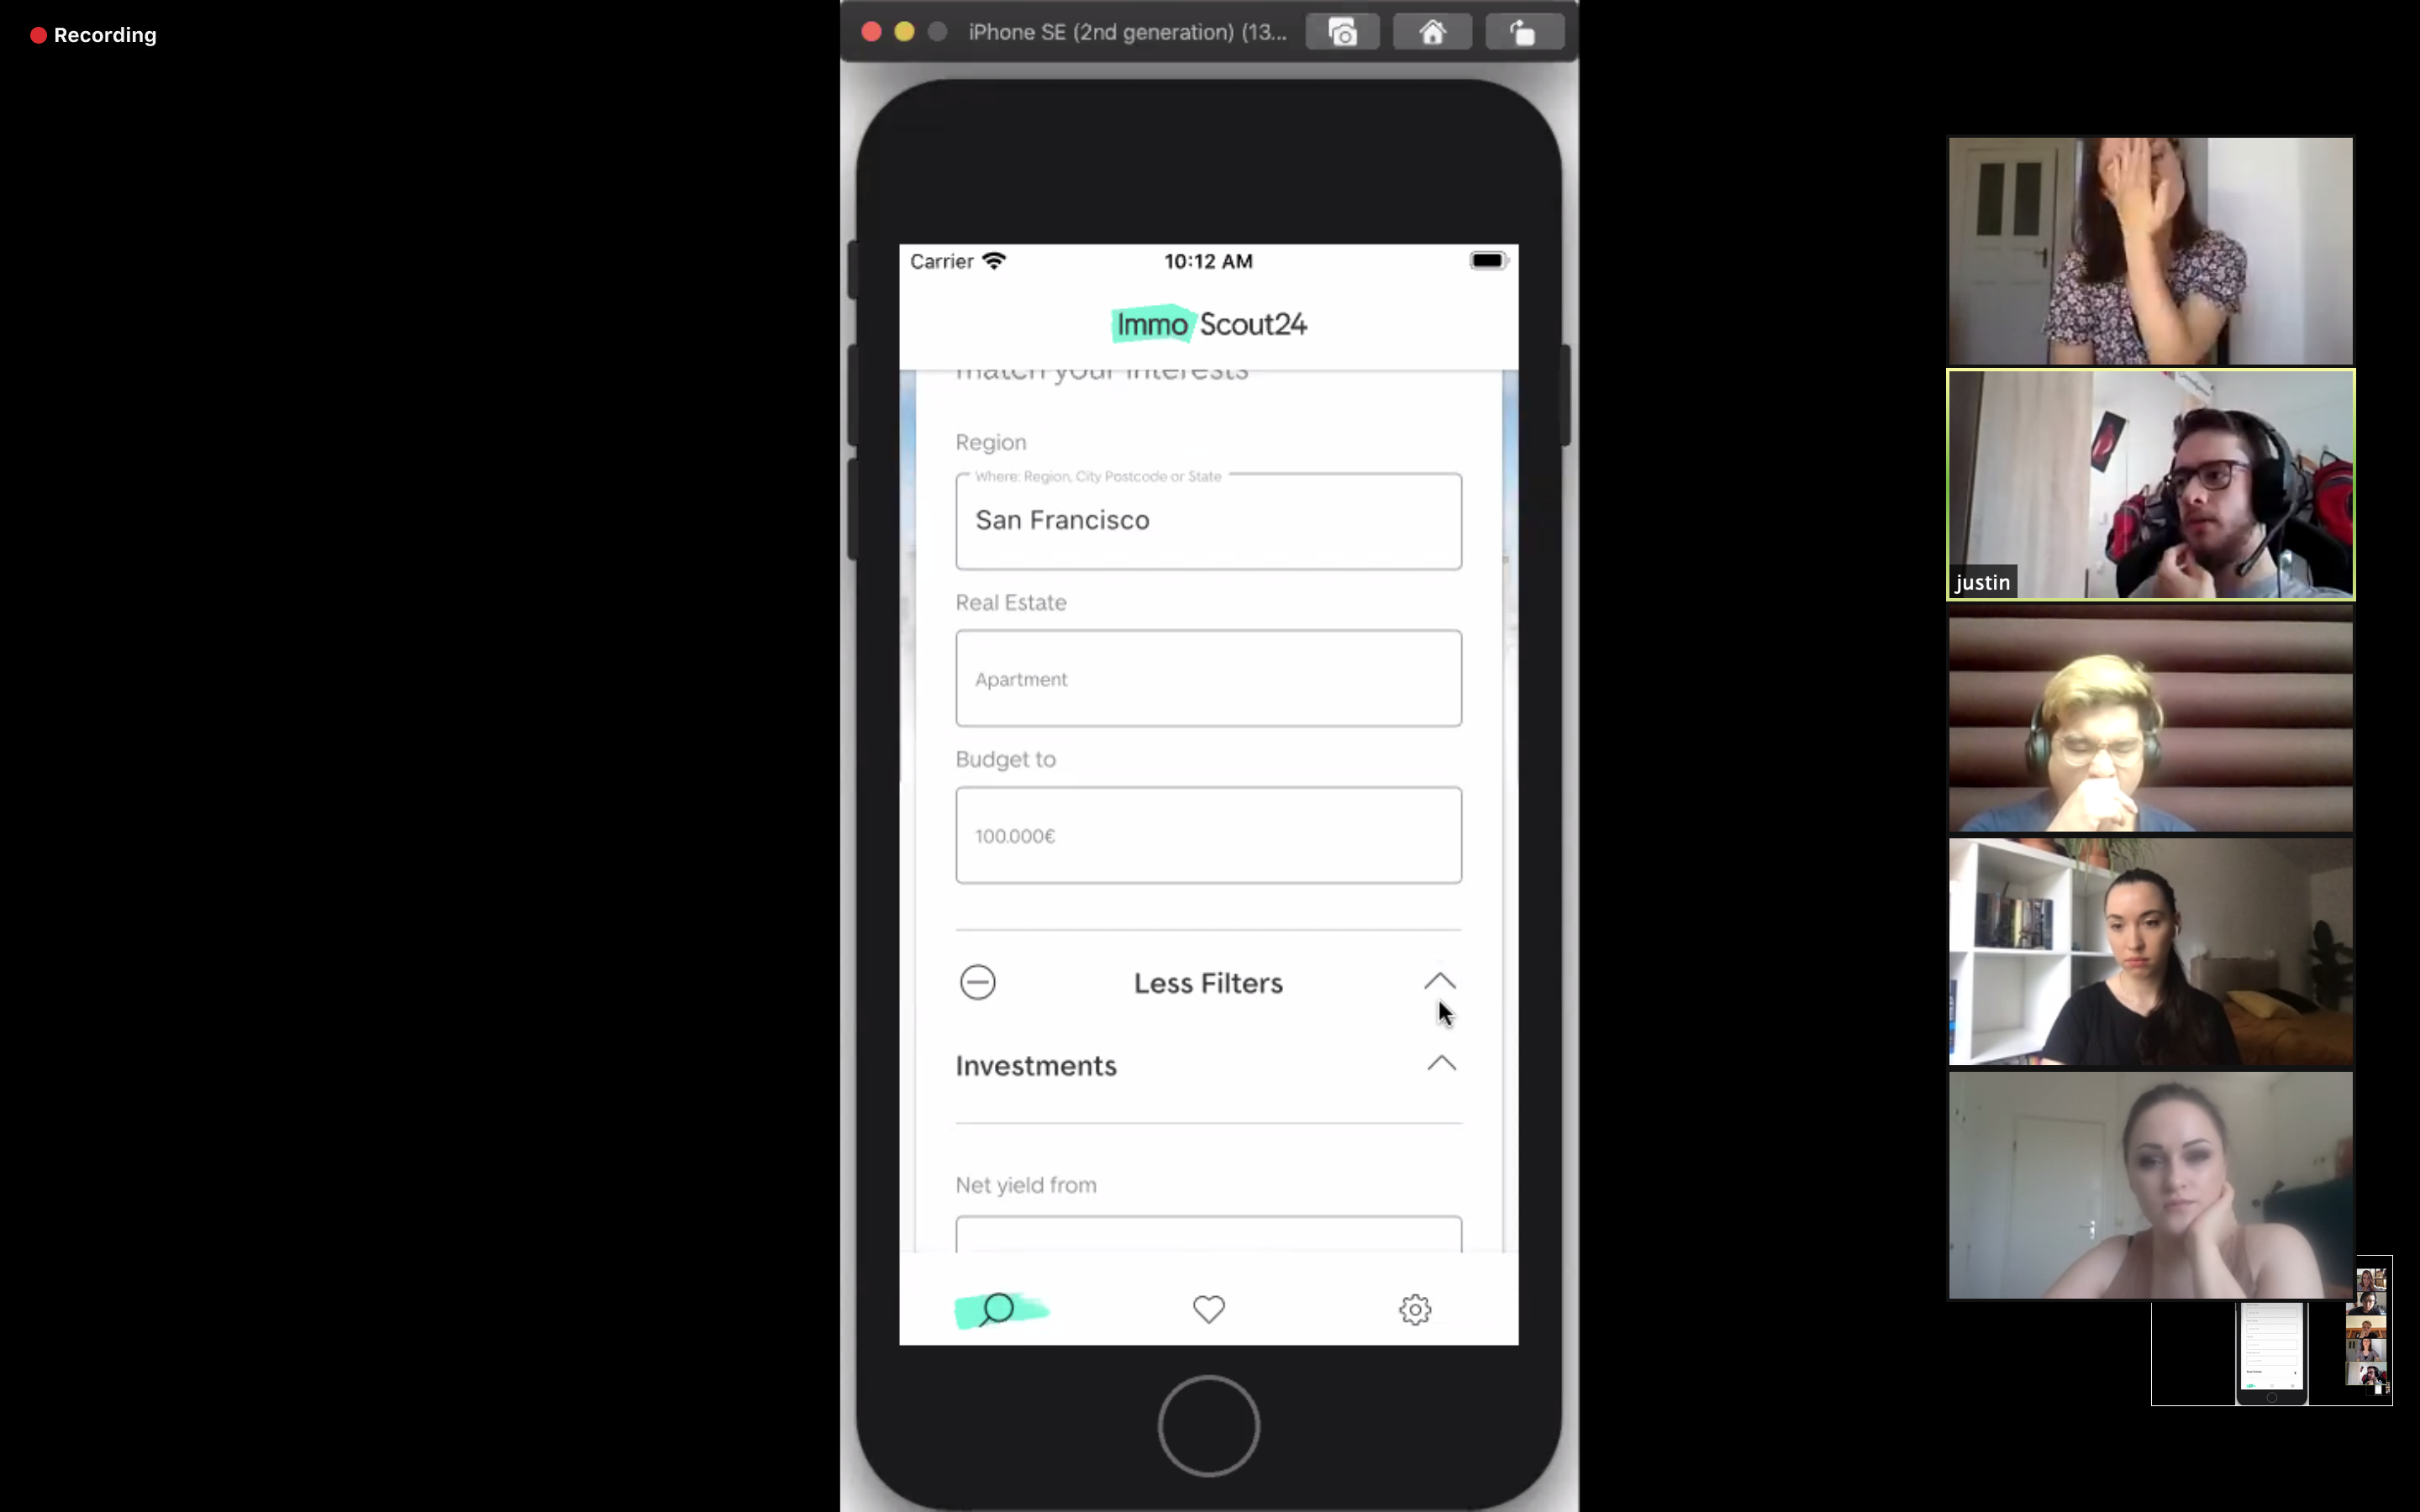 Recording
iPhone SE (2nd generation) (13...
Carrier
10:12 AM
Immo Scout24
match your interests
Region
Where: Region, City Postcode or State
San Francisco
Real Estate
Apartment
Budget to
100.000€
Less Filters
Investments
Net yield from
justin